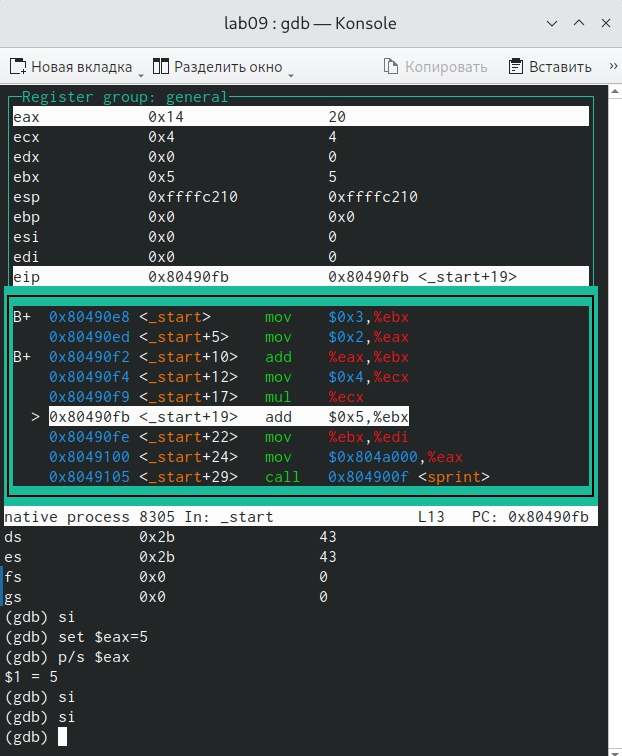 lab09 : gdb — Konsole
Новая вкладка Разделить окно Копировать Вставить »
Register group: general
eax 0x14 20
ecx 0x4 4
edx 0x0 0
ebx 0x5 5
esp 0xffffc210 0xffffc210
ebp 0x0 0x0
esi 0x0 0
edi 0x0 0
eip 0x80490fb 0x80490fb <_start+19>
B+ 0x80490e8 <_start> mov $0x3,%ebx
0x80490ed <_start+5> mov $0x2,%eax
B+ 0x80490f2 <_start+10> add %eax,%ebx
0x80490f4 <_start+12> mov $0x4,%ecx
0x80490f9 <_start+17> mul %ecx
> 0x80490fb <_start+19> add $0x5,%ebx
0x80490fe <_start+22> mov %ebx,%edi
0x8049100 <_start+24> mov $0x804a000,%eax
0x8049105 <_start+29> call 0x804900f <sprint>
native process 8305 In: _start L13 PC: 0x80490fb
ds 0x2b 43
es 0x2b 43
fs 0x0 0
gs 0x0 0
(gdb) si
(gdb) set $eax=5
(gdb) p/s $eax
$1 = 5
(gdb) si
(gdb) si
(gdb)